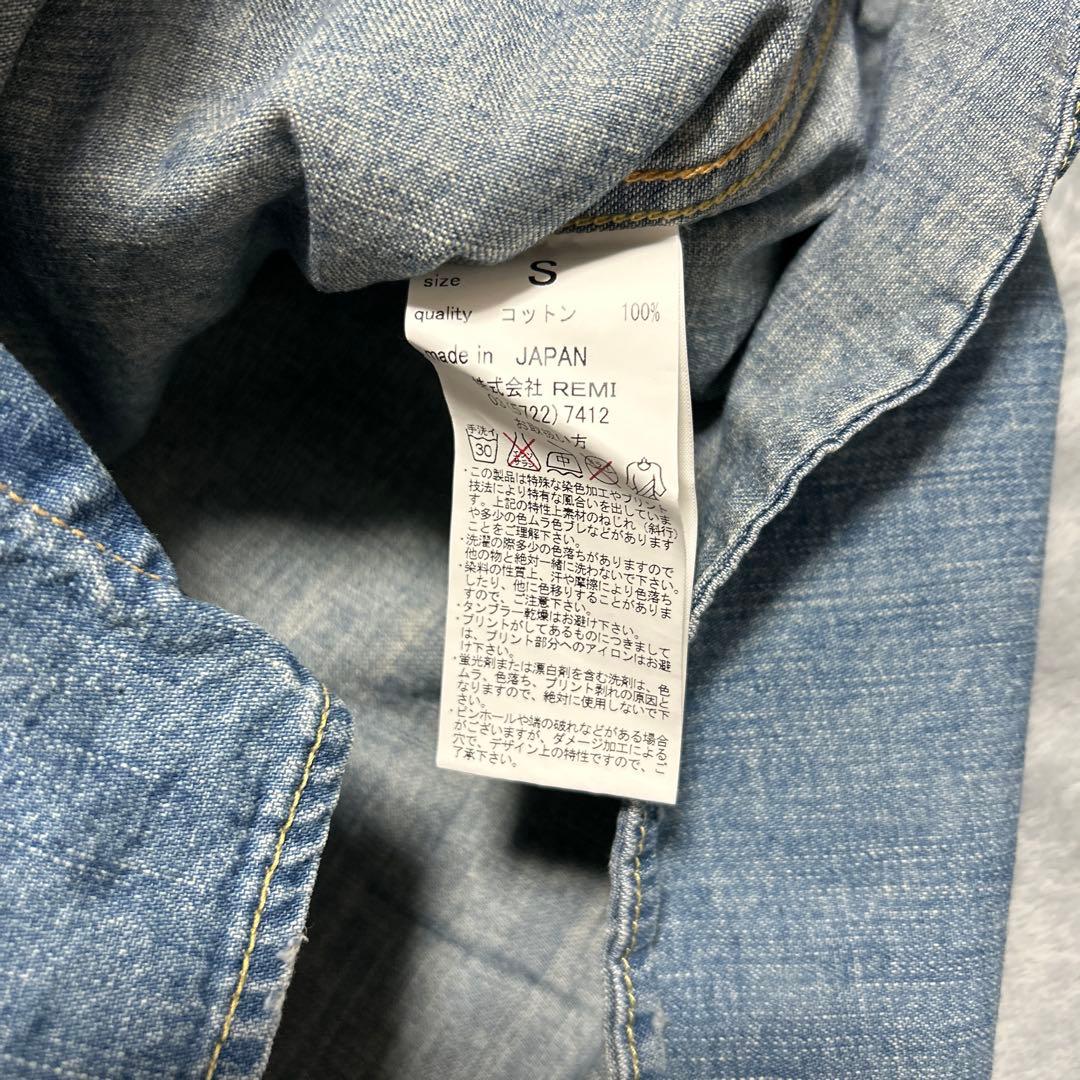 size S
quality コットン 100%
made in JAPAN
株式会社 REMI
03(5722)7412
お取扱い方
手洗イ
30
中
・この製品は特殊な染色加工やプリント
技法により特有な風合いを出していま
す。上記の特性上素材のねじれ（斜行）
や多少の色ムラ色ブレなどがあります
ことをご理解下さい。
・洗濯の際多少の色落ちがありますので
他の物と絶対一緒に洗わないで下さい。
・染料の性質上、汗や摩擦により色落ち
したり、他に色移りすることがありま
すので、ご注意下さい。
・タンブラー乾燥はお避け下さい。
・プリントがしてあるものにつきまして
は、プリント部分へのアイロンはお避
け下さい。
・蛍光剤または漂白剤を含む洗剤は、色
ムラ、色落ち、プリント剥れの原因と
なりますので、絶対に使用しないで下
さい。
・ピンホールや端の破れなどがある場合
がございますが、ダメージ加工による
穴で、デザイン上の特性ですので、ご
了承下さい。